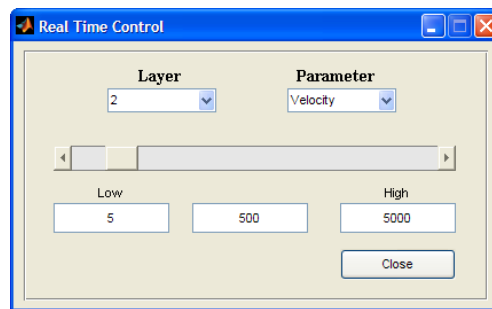 Real Time Control
Layer Parameter
2 Velocity
Low High
5 500 5000
Close